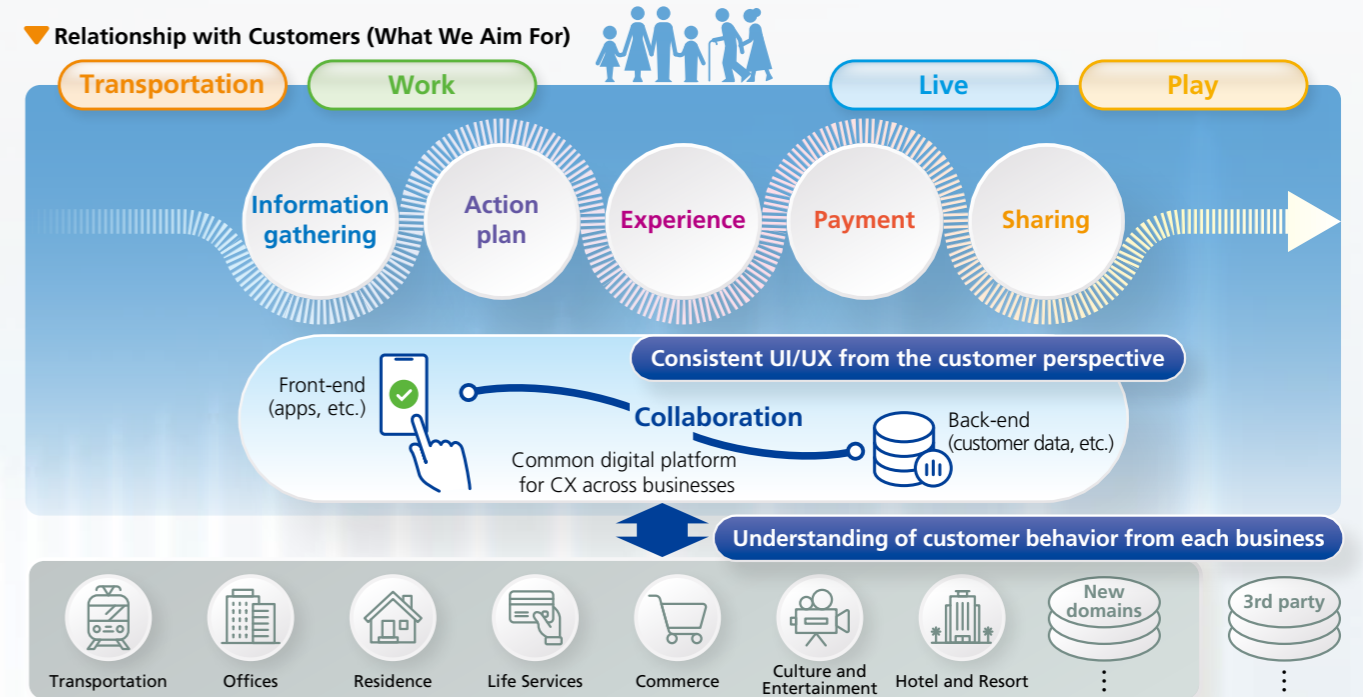 Relationship with Customers (What We Aim For)
Transportation
Work
Live
Play
Information
gathering
Action
plan
Experience
Payment
Sharing
Consistent UI/UX from the customer perspective
Front-end
(apps, etc.)
Collaboration
Back-end
(customer data, etc.)
Common digital platform
for CX across businesses
Understanding of customer behavior from each business
New
domains
3rd party
Transportation
Offices
Residence
Life Services
Commerce
Culture and
Entertainment
Hotel and Resort